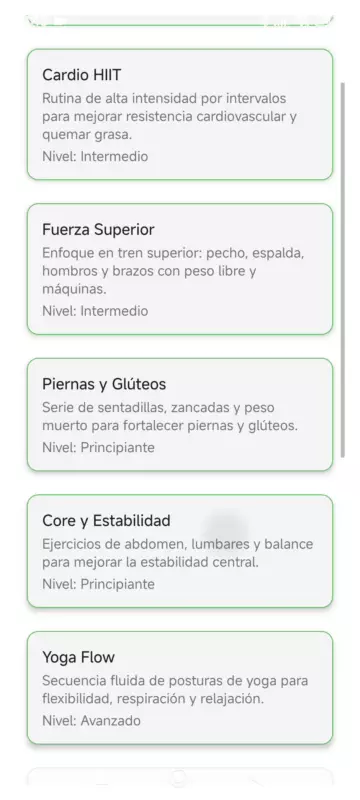 Cardio HIIT
Rutina de alta intensidad por intervalos
para mejorar resistencia cardiovascular y
quemar grasa.
Nivel: Intermedio
Fuerza Superior
Enfoque en tren superior: pecho, espalda,
hombros y brazos con peso libre y
máquinas.
Nivel: Intermedio
Piernas y Glúteos
Serie de sentadillas, zancadas y peso
muerto para fortalecer piernas y glúteos.
Nivel: Principiante
Core y Estabilidad
Ejercicios de abdomen, lumbares y balance
para mejorar la estabilidad central.
Nivel: Principiante
Yoga Flow
Secuencia fluida de posturas de yoga para
flexibilidad, respiración y relajación.
Nivel: Avanzado